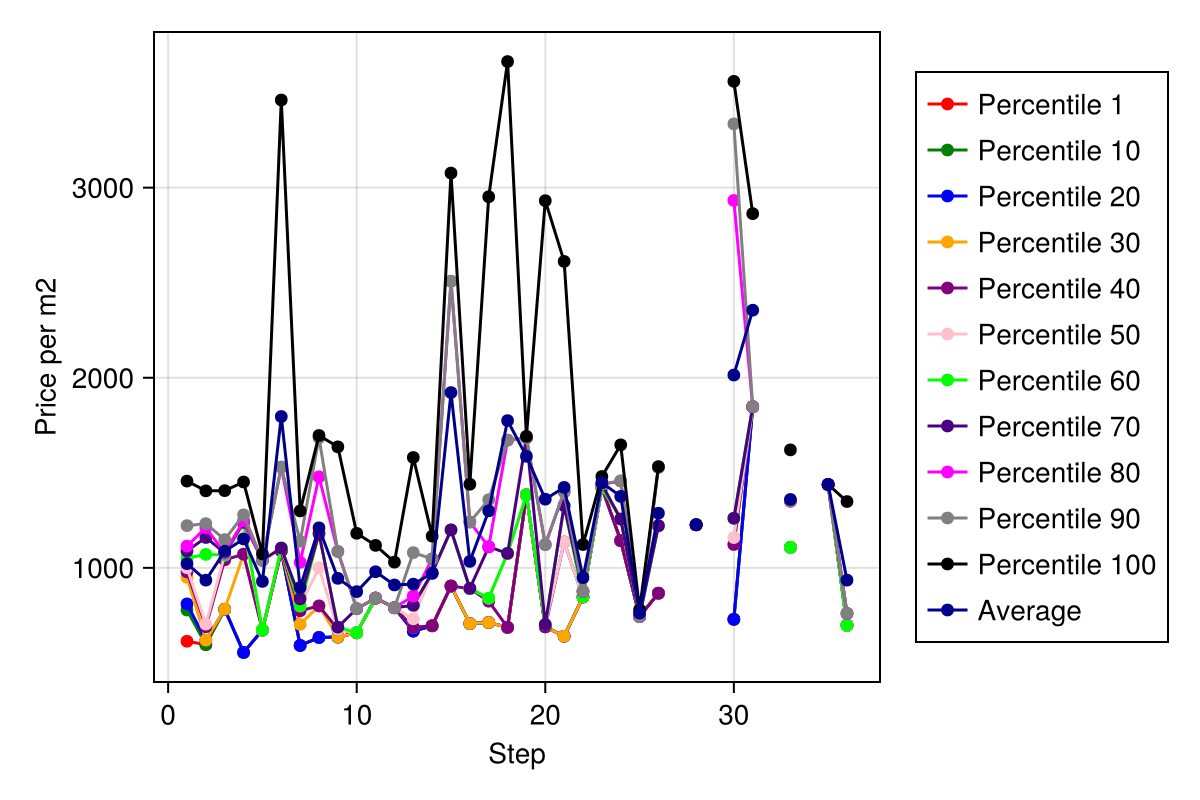 3000
2000
1000
Price per m2
0 10 20 30
Step
Percentile 1
Percentile 10
Percentile 20
Percentile 30
Percentile 40
Percentile 50
Percentile 60
Percentile 70
Percentile 80
Percentile 90
Percentile 100
Average